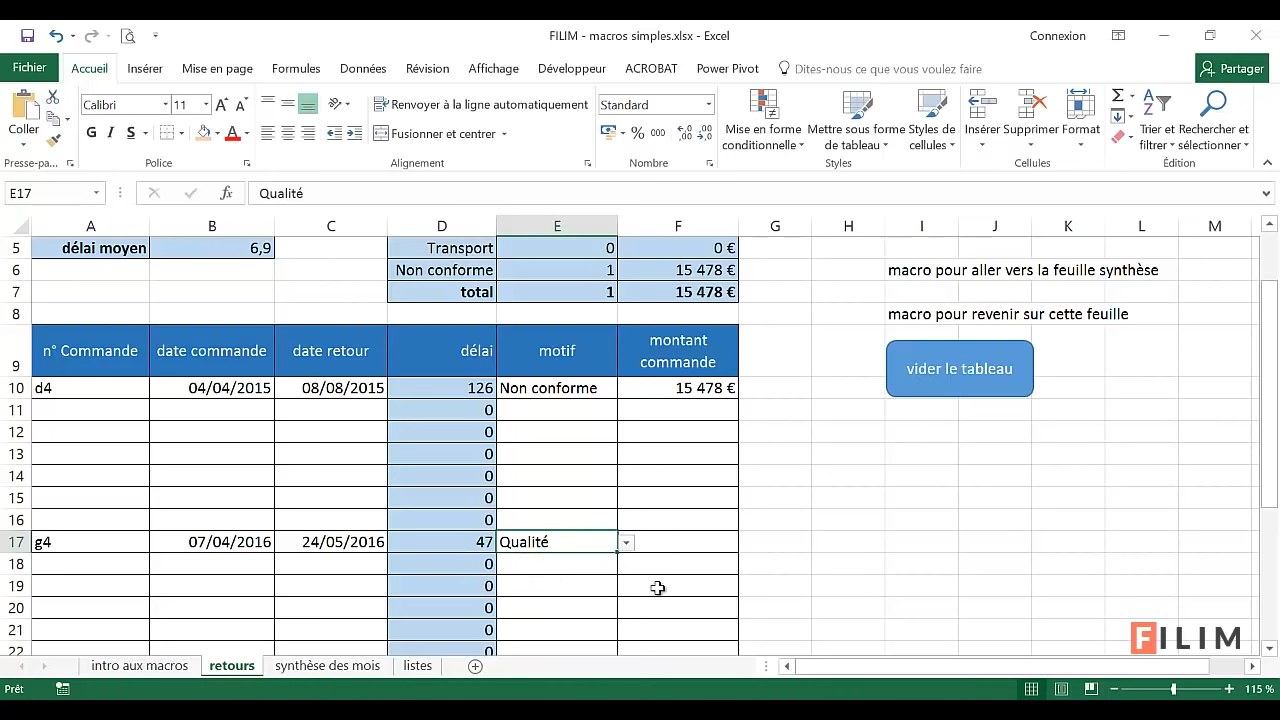 FILIM - macros simples.xlsx - Excel
Connexion
Fichier Accueil Insérer Mise en page Formules Données Révision Affichage Développeur ACROBAT Power Pivot Dites-nous ce que vous voulez faire Partager
Coller
Calibri 11
G I S
Renvoyer à la ligne automatiquement
Fusionner et centrer
Standard
% 000
Mise en forme conditionnelle
Mettre sous forme de tableau
Styles de cellules
Insérer
Supprimer
Format
Trier et filtrer
Rechercher et sélectionner
Presse-pa... Police Alignement Nombre Styles Cellules Édition
E17 fx Qualité
A B C D E F G H I J K L M
5 délai moyen 6,9 Transport 0 0 €
6 Non conforme 1 15 478 € macro pour aller vers la feuille synthèse
7 total 1 15 478 €
8 macro pour revenir sur cette feuille
9 n° Commande date commande date retour délai motif montant commande
vider le tableau
10 d4 04/04/2015 08/08/2015 126 Non conforme 15 478 €
11 0
12 0
13 0
14 0
15 0
16 0
17 g4 07/04/2016 24/05/2016 47 Qualité
18 0
19 0
20 0
21 0
22 0
FILIM
intro aux macros retours synthèse des mois listes
Prêt 115 %